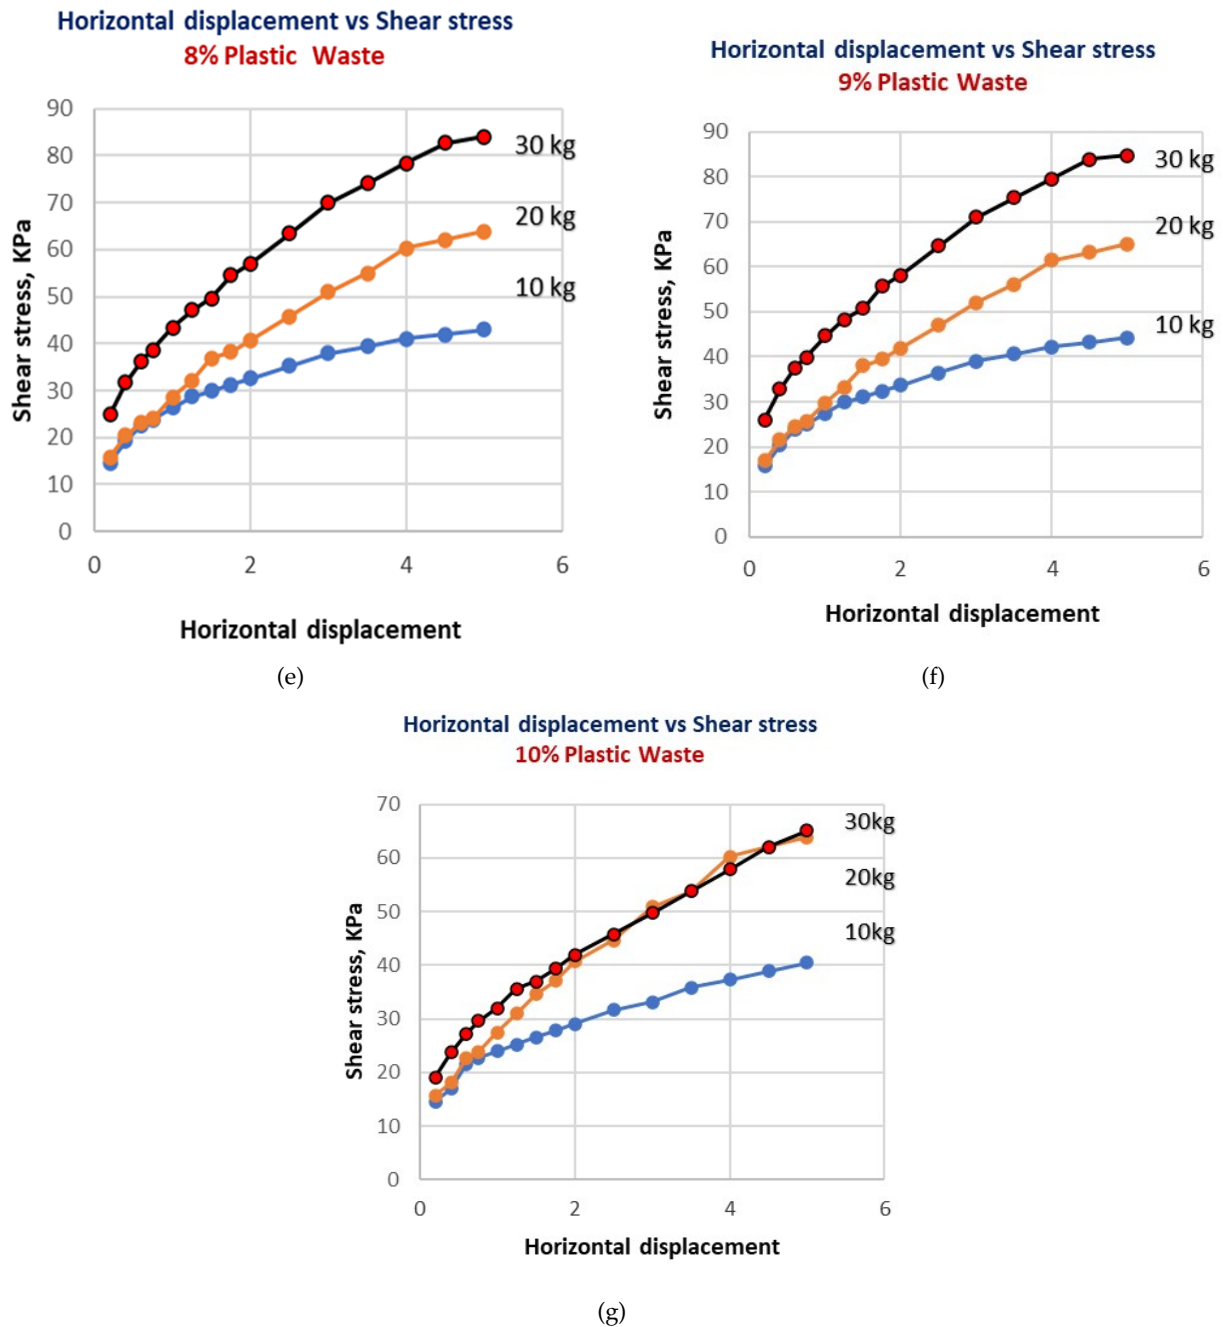 Horizontal displacement vs Shear stress
8% Plastic Waste
90
80
70
60
50
40
30
20
10
0
Shear stress, KPa
30 kg
20 kg
10 kg
0 2 4 6
Horizontal displacement
(e)
Horizontal displacement vs Shear stress
9% Plastic Waste
90
80
70
60
50
40
30
20
10
0
Shear stress, KPa
30 kg
20 kg
10 kg
0 2 4 6
Horizontal displacement
(f)
Horizontal displacement vs Shear stress
10% Plastic Waste
70
60
50
40
30
20
10
0
Shear stress, KPa
30kg
20kg
10kg
0 2 4 6
Horizontal displacement
(g)